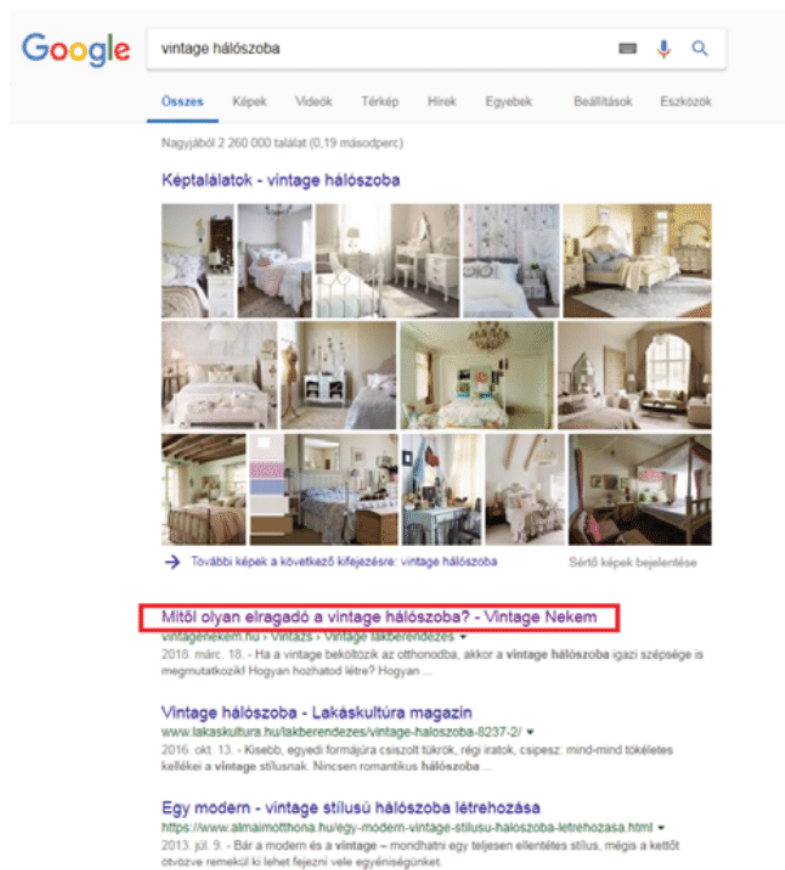 Google
vintage hálószoba
Összes Képek Videók Térkép Hírek Egyebek Beállítások Eszközök
Nagyjából 2 260 000 találat (0,19 másodperc)
Képtalálatok - vintage hálószoba
→ További képek a következő kifejezésre: vintage hálószoba Sértő képek bejelentése
Mitől olyan elragadó a vintage hálószoba? - Vintage Nekem
vintagenekem.hu › Vintázs › Vintage lakberendezés
2018. márc. 18. - Ha a vintage beköltözik az otthonodba, akkor a vintage hálószoba igazi szépsége is
megmutatkozik! Hogyan hozhatod létre? Hogyan ...
Vintage hálószoba - Lakáskultúra magazin
www.lakaskultura.hu/lakberendezes/vintage-haloszoba-8237-2/
2016. okt. 13. - Kisebb, egyedi formájúra csiszolt tükrök, régi iratok, csipesz: mind-mind tökéletes
kellékei a vintage stílusnak. Nincsen romantikus hálószoba ...
Egy modern - vintage stílusú hálószoba létrehozása
https://www.almaimotthona.hu/egy-modern-vintage-stilusu-haloszoba-letrehozasa.html
2013. júl. 9. - Bár a modern és a vintage – mondhatni egy teljesen ellentétes stílus, mégis a kettőt
ötvözve remekül ki lehet fejezni vele egyéniségünket.